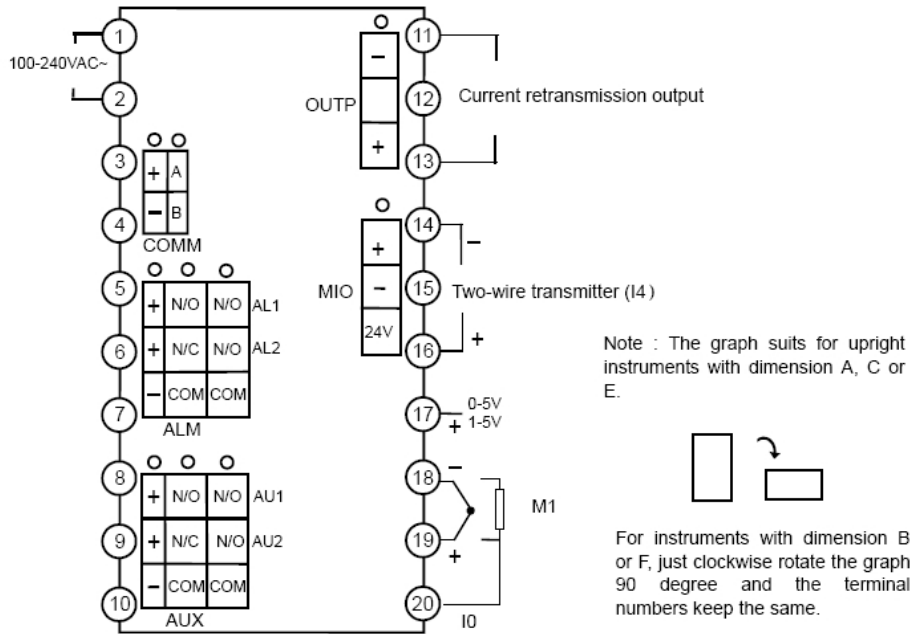 1
100-240VAC~
2
3
4
5
6
7
8
9
10
+ A
− B
COMM
+ N/O N/O AL1
+ N/C N/O AL2
− COM COM
ALM
+ N/O N/O AU1
+ N/C N/O AU2
− COM COM
AUX
OUTP
−
+
11
12
13
Current retransmission output
MIO
+
−
24V
14
15
16
−
Two-wire transmitter (I4)
+
17
0-5V
+ 1-5V
18
−
M1
19
+
20
I0
Note : The graph suits for upright
instruments with dimension A, C or
E.
For instruments with dimension B
or F, just clockwise rotate the graph
90 degree and the terminal
numbers keep the same.